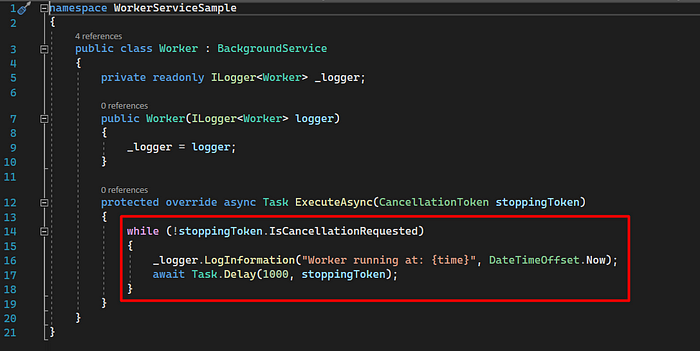 1 namespace WorkerServiceSample
2 {
4 references
3 public class Worker : BackgroundService
4 {
5 private readonly ILogger<Worker> _logger;
6
0 references
7 public Worker(ILogger<Worker> logger)
8 {
9 _logger = logger;
10 }
11
0 references
12 protected override async Task ExecuteAsync(CancellationToken stoppingToken)
13 {
14 while (!stoppingToken.IsCancellationRequested)
15 {
16 _logger.LogInformation("Worker running at: {time}", DateTimeOffset.Now);
17 await Task.Delay(1000, stoppingToken);
18 }
19 }
20 }
21 }